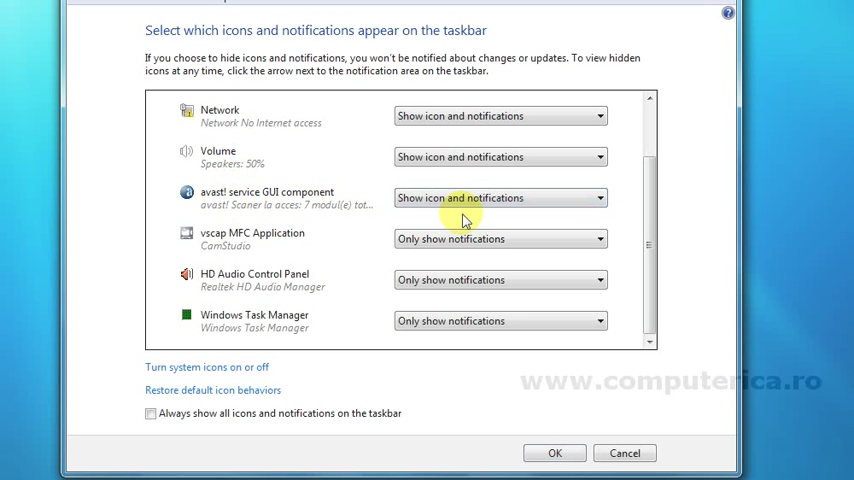 Select which icons and notifications appear on the taskbar
If you choose to hide icons and notifications, you won't be notified about changes or updates. To view hidden
icons at any time, click the arrow next to the notification area on the taskbar.
Network
Network No Internet access
Show icon and notifications
Volume
Speakers: 50%
Show icon and notifications
avast! service GUI component
avast! Scaner la acces: 7 modul(e) tot...
Show icon and notifications
vscap MFC Application
CamStudio
Only show notifications
HD Audio Control Panel
Realtek HD Audio Manager
Only show notifications
Windows Task Manager
Windows Task Manager
Only show notifications
Turn system icons on or off
Restore default icon behaviors
www.computerica.ro
Always show all icons and notifications on the taskbar
OK
Cancel